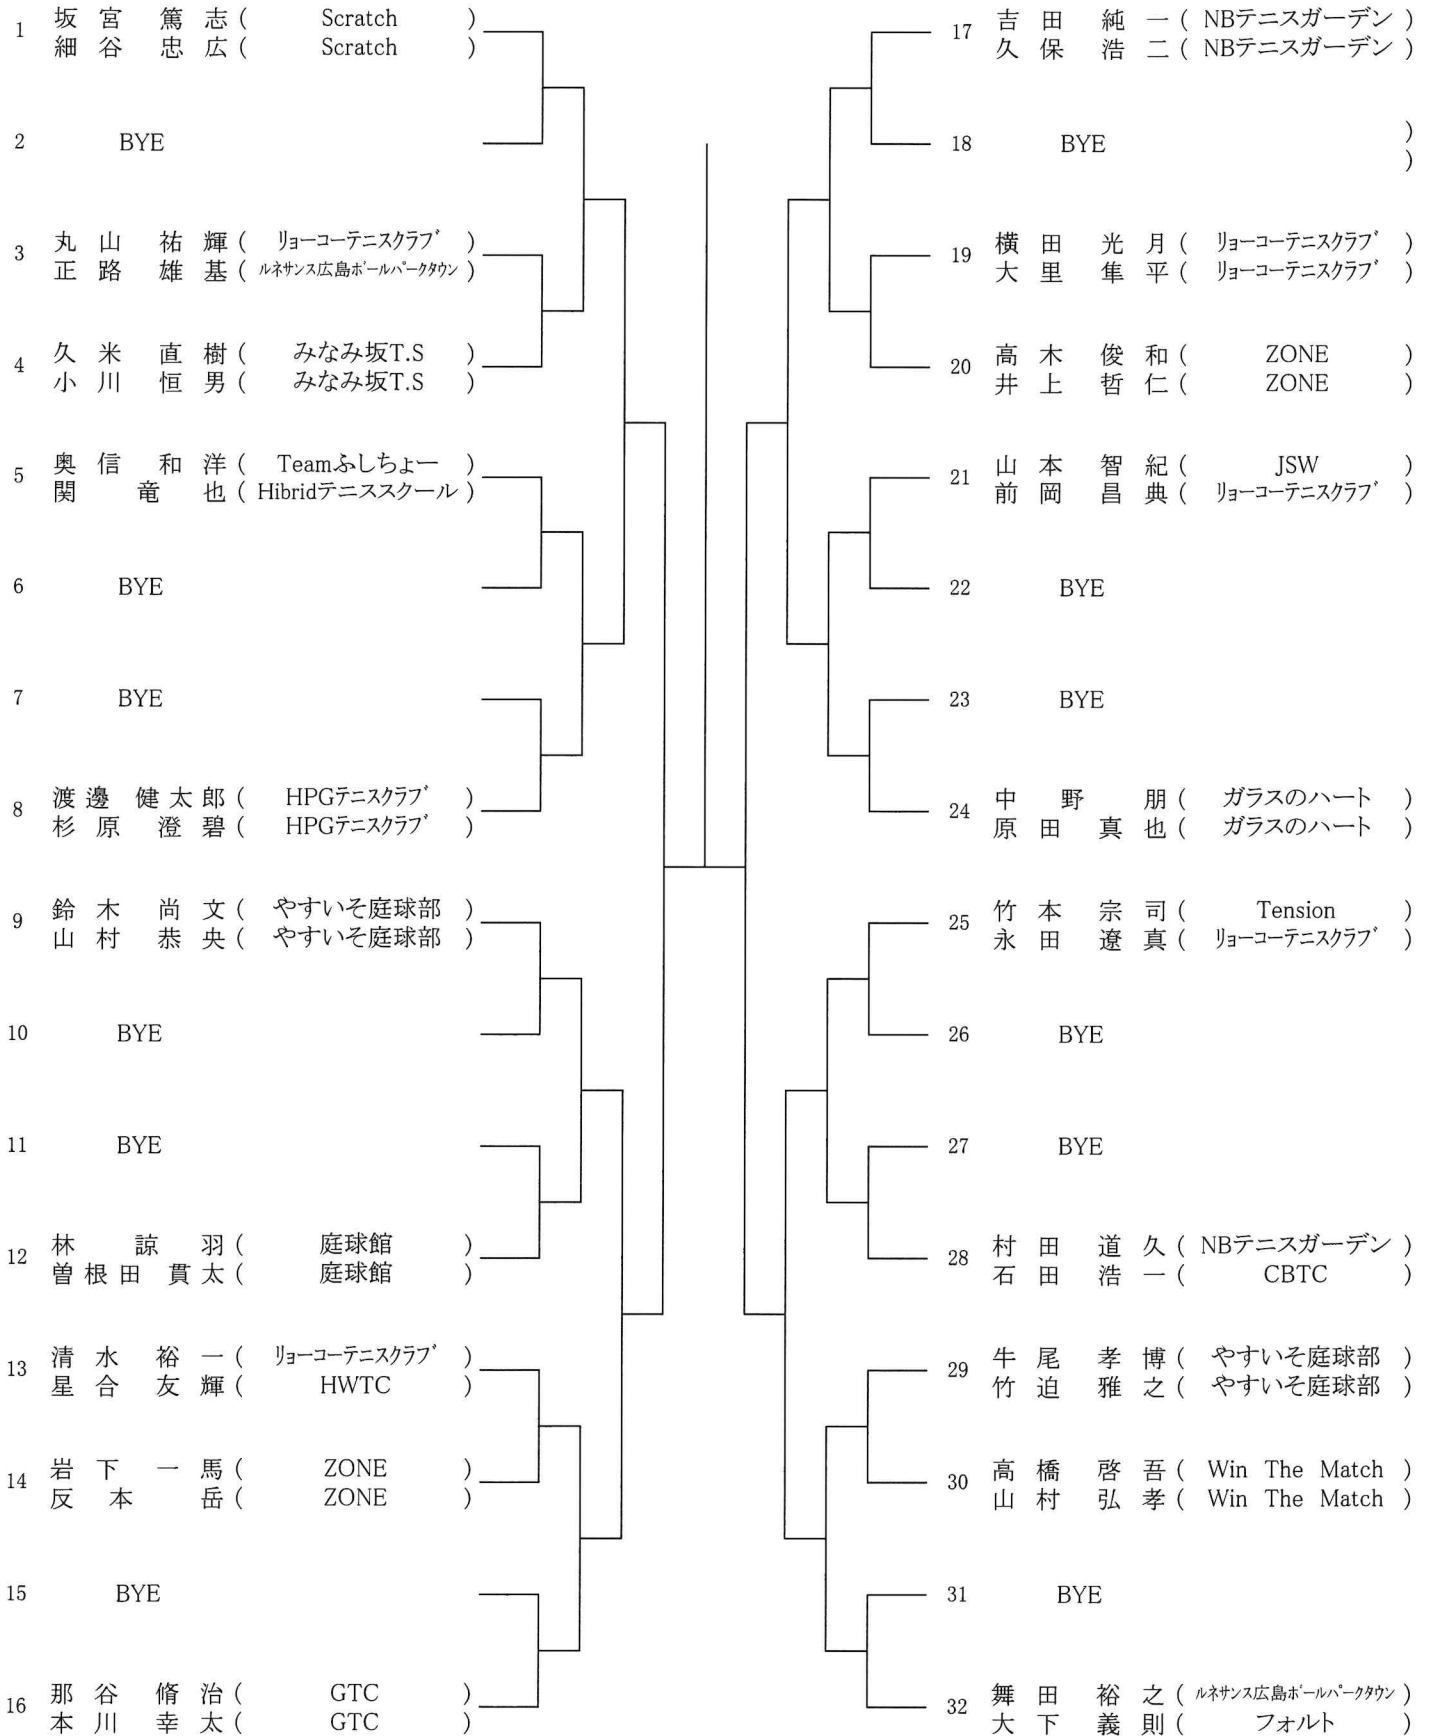 1 坂宮 篤志 ( Scratch )
細谷 忠広 ( Scratch )
2 BYE
3 丸山 祐輝 ( リョーコーテニスクラブ )
正路 雄基 ( ルネサンス広島ボールパークタウン )
4 久米 直樹 ( みなみ坂T.S )
小川 恒男 ( みなみ坂T.S )
5 奥信 和洋 ( Teamふしちょー )
関 竜也 ( Hibridテニススクール )
6 BYE
7 BYE
8 渡邊 健太郎 ( HPGテニスクラブ )
杉原 澄碧 ( HPGテニスクラブ )
9 鈴木 尚文 ( やすいそ庭球部 )
山村 恭央 ( やすいそ庭球部 )
10 BYE
11 BYE
12 林 諒羽 ( 庭球館 )
曽根田 貫太 ( 庭球館 )
13 清水 裕一 ( リョーコーテニスクラブ )
星合 友輝 ( HWTC )
14 岩下 一馬 ( ZONE )
反本 岳 ( ZONE )
15 BYE
16 那谷 脩治 ( GTC )
本川 幸太 ( GTC )
17 吉田 純一 ( NBテニスガーデン )
久保 浩二 ( NBテニスガーデン )
18 BYE )
)
19 横田 光月 ( リョーコーテニスクラブ )
大里 隼平 ( リョーコーテニスクラブ )
20 高木 俊和 ( ZONE )
井上 哲仁 ( ZONE )
21 山本 智紀 ( JSW )
前岡 昌典 ( リョーコーテニスクラブ )
22 BYE
23 BYE
24 中野 朋 ( ガラスのハート )
原田 真也 ( ガラスのハート )
25 竹本 宗司 ( Tension )
永田 遼真 ( リョーコーテニスクラブ )
26 BYE
27 BYE
28 村田 道久 ( NBテニスガーデン )
石田 浩一 ( CBTC )
29 牛尾 孝博 ( やすいそ庭球部 )
竹迫 雅之 ( やすいそ庭球部 )
30 高橋 啓吾 ( Win The Match )
山村 弘孝 ( Win The Match )
31 BYE
32 舞田 裕之 ( ルネサンス広島ボールパークタウン )
大下 義則 ( フォルト )